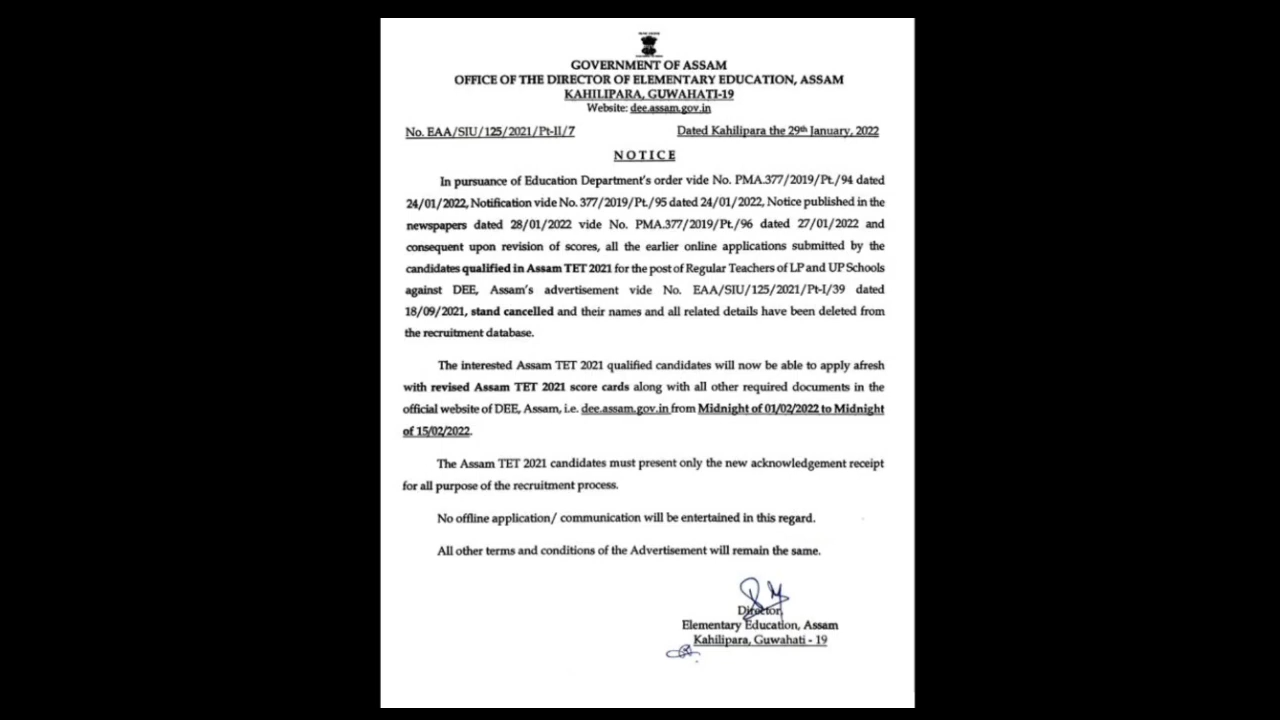 GOVERNMENT OF ASSAM
OFFICE OF THE DIRECTOR OF ELEMENTARY EDUCATION, ASSAM
KAHILIPARA, GUWAHATI-19
Website: dee.assam.gov.in
No. EAA/SIU/125/2021/Pt-II/7 Dated Kahilipara the 29th January, 2022
NOTICE
In pursuance of Education Department's order vide No. PMA.377/2019/Pt./94 dated
24/01/2022, Notification vide No. 377/2019/Pt./95 dated 24/01/2022, Notice published in the
newspapers dated 28/01/2022 vide No. PMA.377/2019/Pt./96 dated 27/01/2022 and
consequent upon revision of scores, all the earlier online applications submitted by the
candidates qualified in Assam TET 2021 for the post of Regular Teachers of LP and UP Schools
against DEE, Assam's advertisement vide No. EAA/SIU/125/2021/Pt-I/39 dated
18/09/2021, stand cancelled and their names and all related details have been deleted from
the recruitment database.
The interested Assam TET 2021 qualified candidates will now be able to apply afresh
with revised Assam TET 2021 score cards along with all other required documents in the
official website of DEE, Assam, i.e. dee.assam.gov.in from Midnight of 01/02/2022 to Midnight
of 15/02/2022.
The Assam TET 2021 candidates must present only the new acknowledgement receipt
for all purpose of the recruitment process.
No offline application/ communication will be entertained in this regard.
All other terms and conditions of the Advertisement will remain the same.
Director,
Elementary Education, Assam
Kahilipara, Guwahati - 19